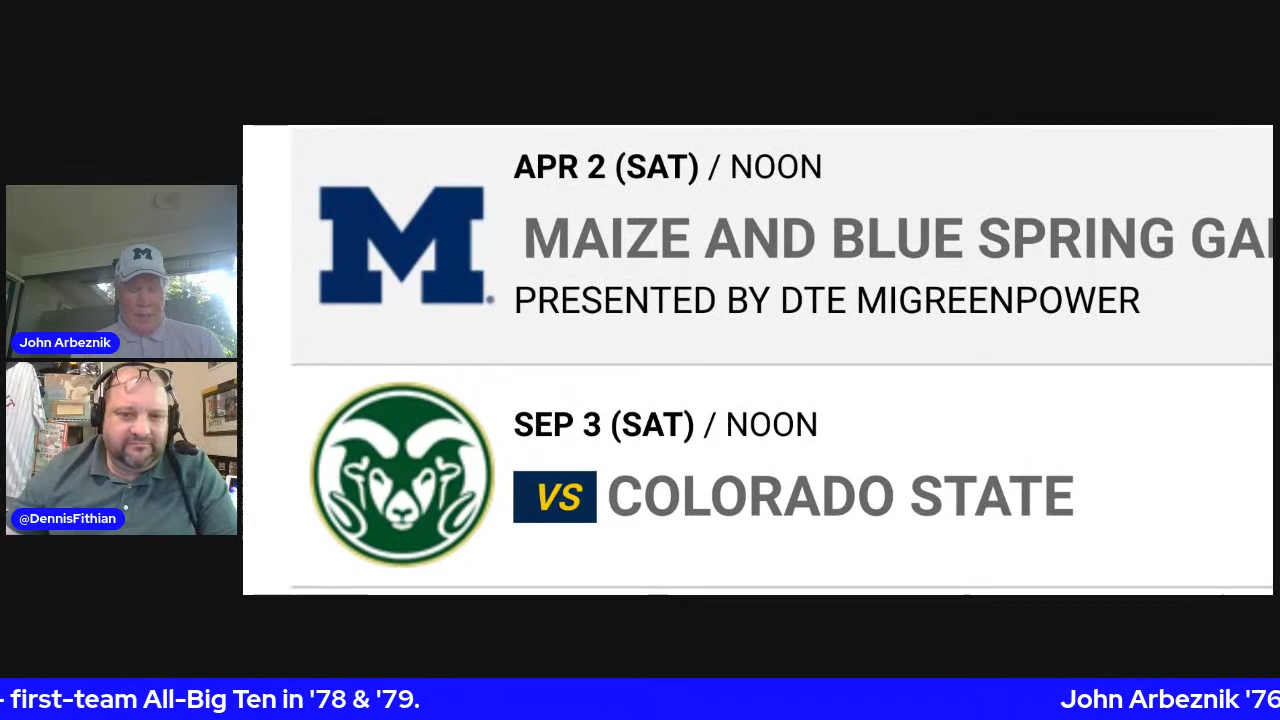 APR 2 (SAT) / NOON
M
MAIZE AND BLUE SPRING
PRESENTED BY DTE MIGREENPOWER
SEP 3 (SAT) / NOON
VS COLORADO STATE
M
John Arbeznik
@DennisFithian
- first-team All-Big Ten in '78 & '79.
John Arbeznik '76